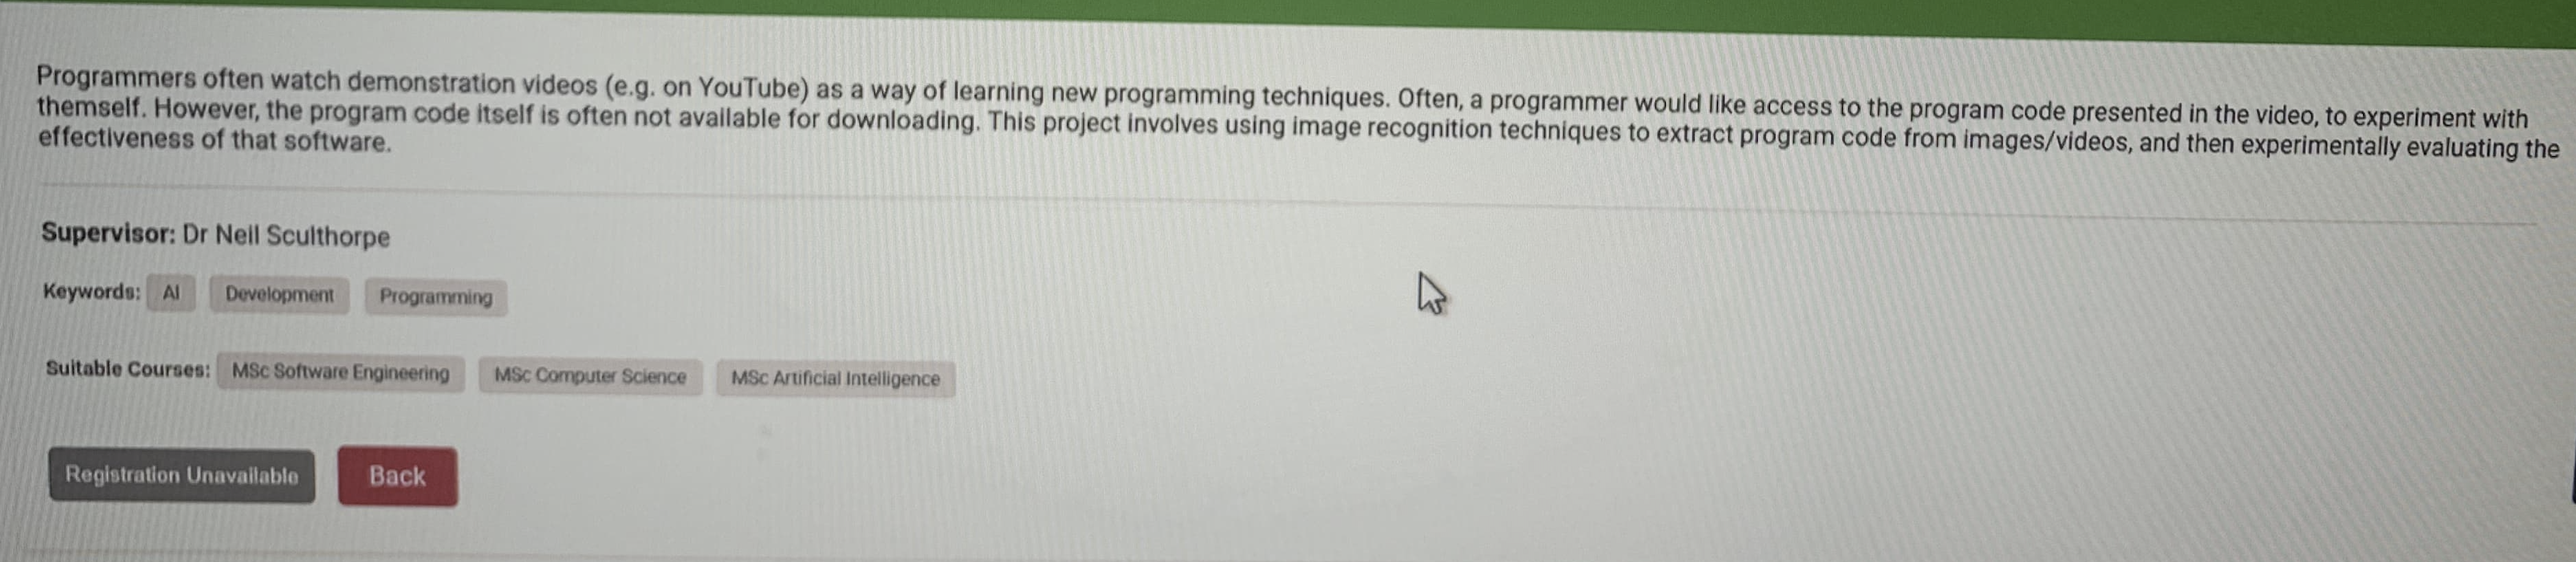 Programmers often watch demonstration videos (e.g. on YouTube) as a way of learning new programming techniques. Often, a programmer would like access to the program code presented in the video, to experiment with
themself. However, the program code itself is often not available for downloading. This project involves using image recognition techniques to extract program code from images/videos, and then experimentally evaluating the
effectiveness of that software.
Supervisor: Dr Neil Sculthorpe
Keywords: AI Development Programming
Suitable Courses: MSc Software Engineering MSc Computer Science MSc Artificial Intelligence
Registration Unavailable Back